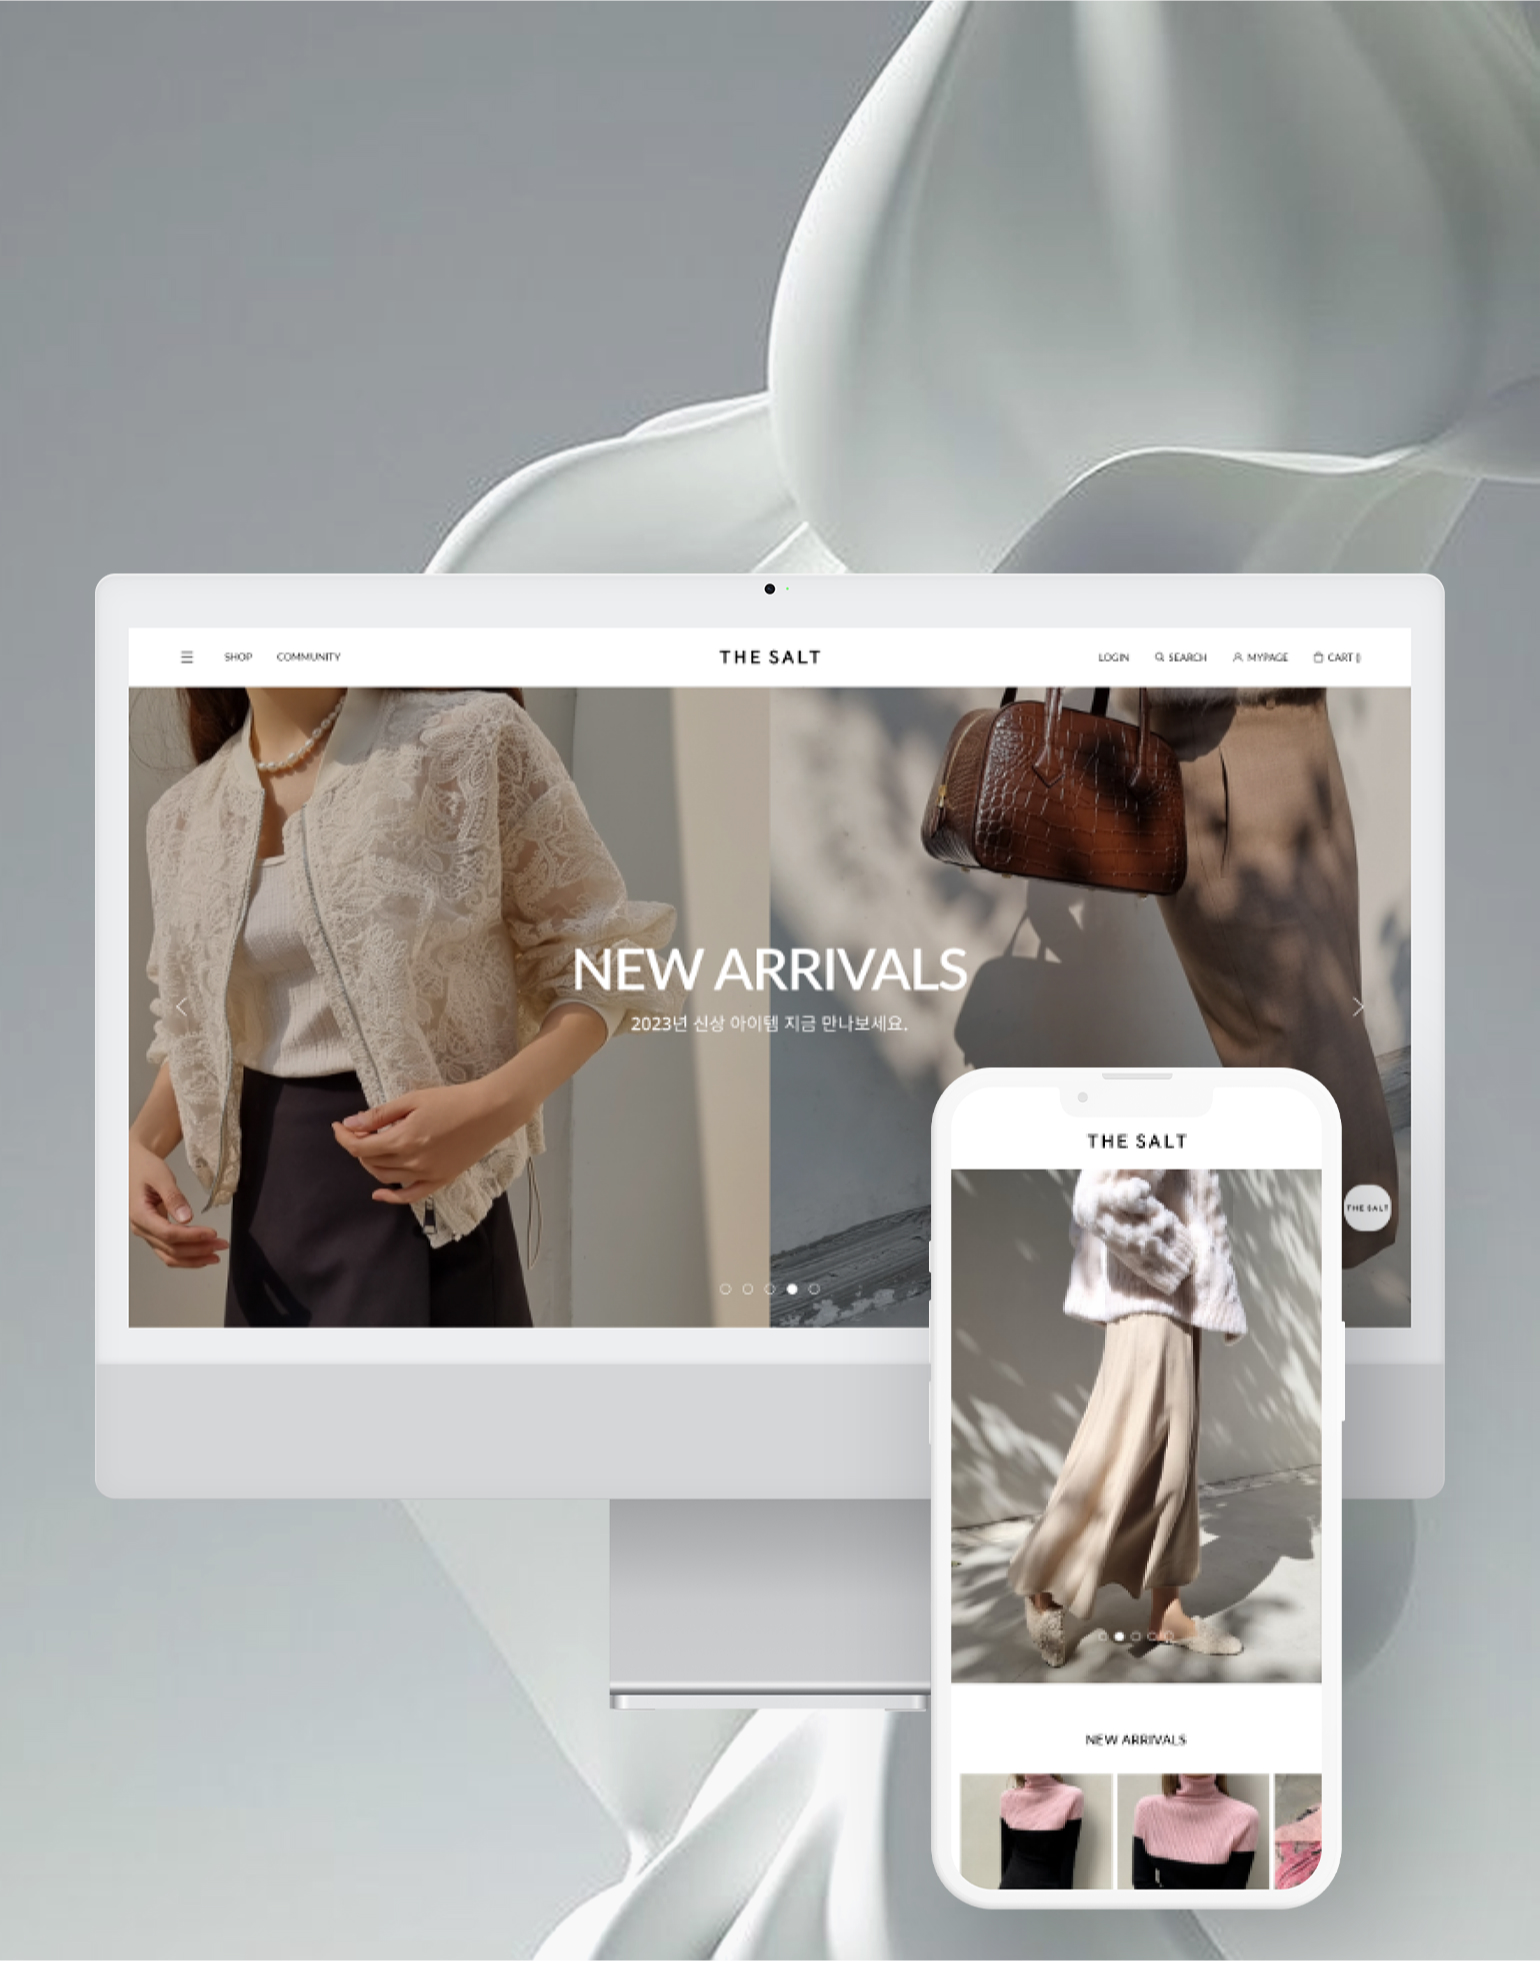 SHOP COMMUNITY THE SALT LOGIN SEARCH MYPAGE CART
NEW ARRIVALS
2023년 신상 아이템 지금 만나보세요.
THE SALT
THE SALT
NEW ARRIVALS